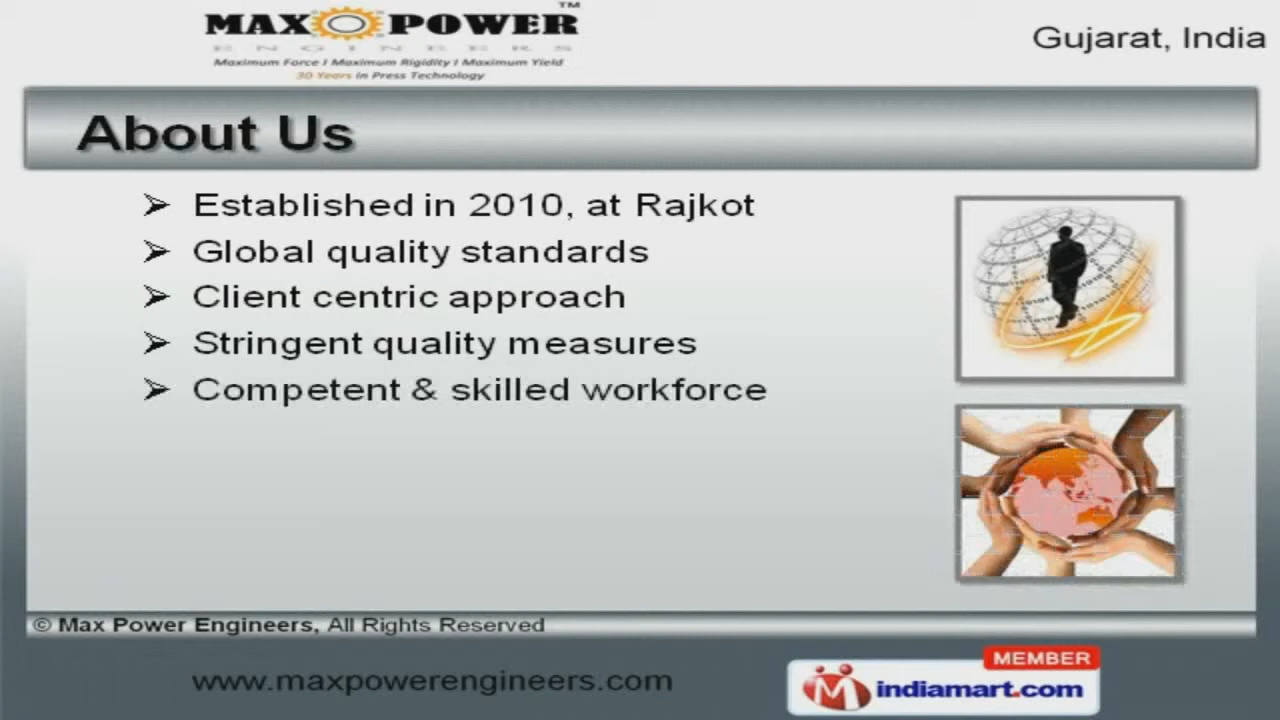 MAX POWER TM
ENGINEERS
Maximum Force I Maximum Rigidity I Maximum Yield
30 Years in Press Technology
Gujarat, India
About Us
➢ Established in 2010, at Rajkot
➢ Global quality standards
➢ Client centric approach
➢ Stringent quality measures
➢ Competent & skilled workforce
© Max Power Engineers, All Rights Reserved
www.maxpowerengineers.com
MEMBER
indiamart.com